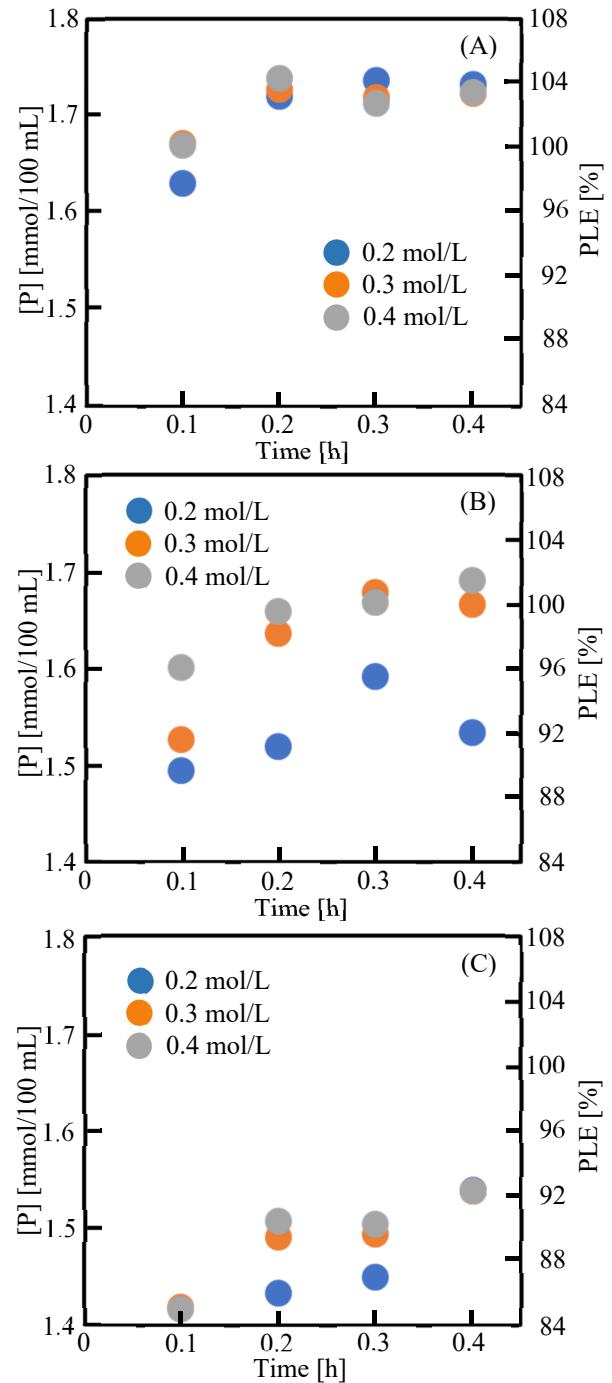 1.8
108
(A)
104
1.7
100
1.6
96
[P] [mmol/100 mL]
PLE [%]
0.2 mol/L
0.3 mol/L
0.4 mol/L
92
1.5
88
1.4
84
0 0.1 0.2 0.3 0.4
Time [h]
1.8
108
(B)
0.2 mol/L
0.3 mol/L
0.4 mol/L
104
1.7
100
1.6
96
[P] [mmol/100 mL]
PLE [%]
92
1.5
88
1.4
84
0 0.1 0.2 0.3 0.4
Time [h]
1.8
108
(C)
0.2 mol/L
0.3 mol/L
0.4 mol/L
104
1.7
100
1.6
96
[P] [mmol/100 mL]
PLE [%]
92
1.5
88
1.4
84
0 0.1 0.2 0.3 0.4
Time [h]